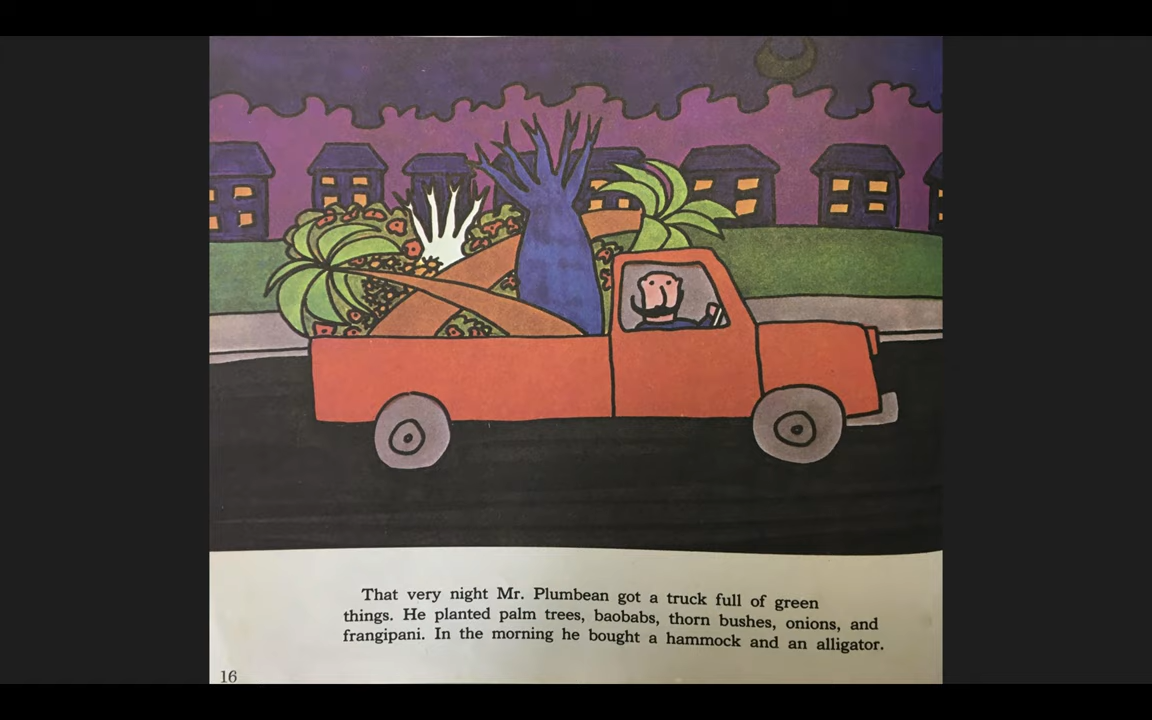 That very night Mr. Plumbean got a truck full of green
things. He planted palm trees, baobabs, thorn bushes, onions, and
frangipani. In the morning he bought a hammock and an alligator.
16